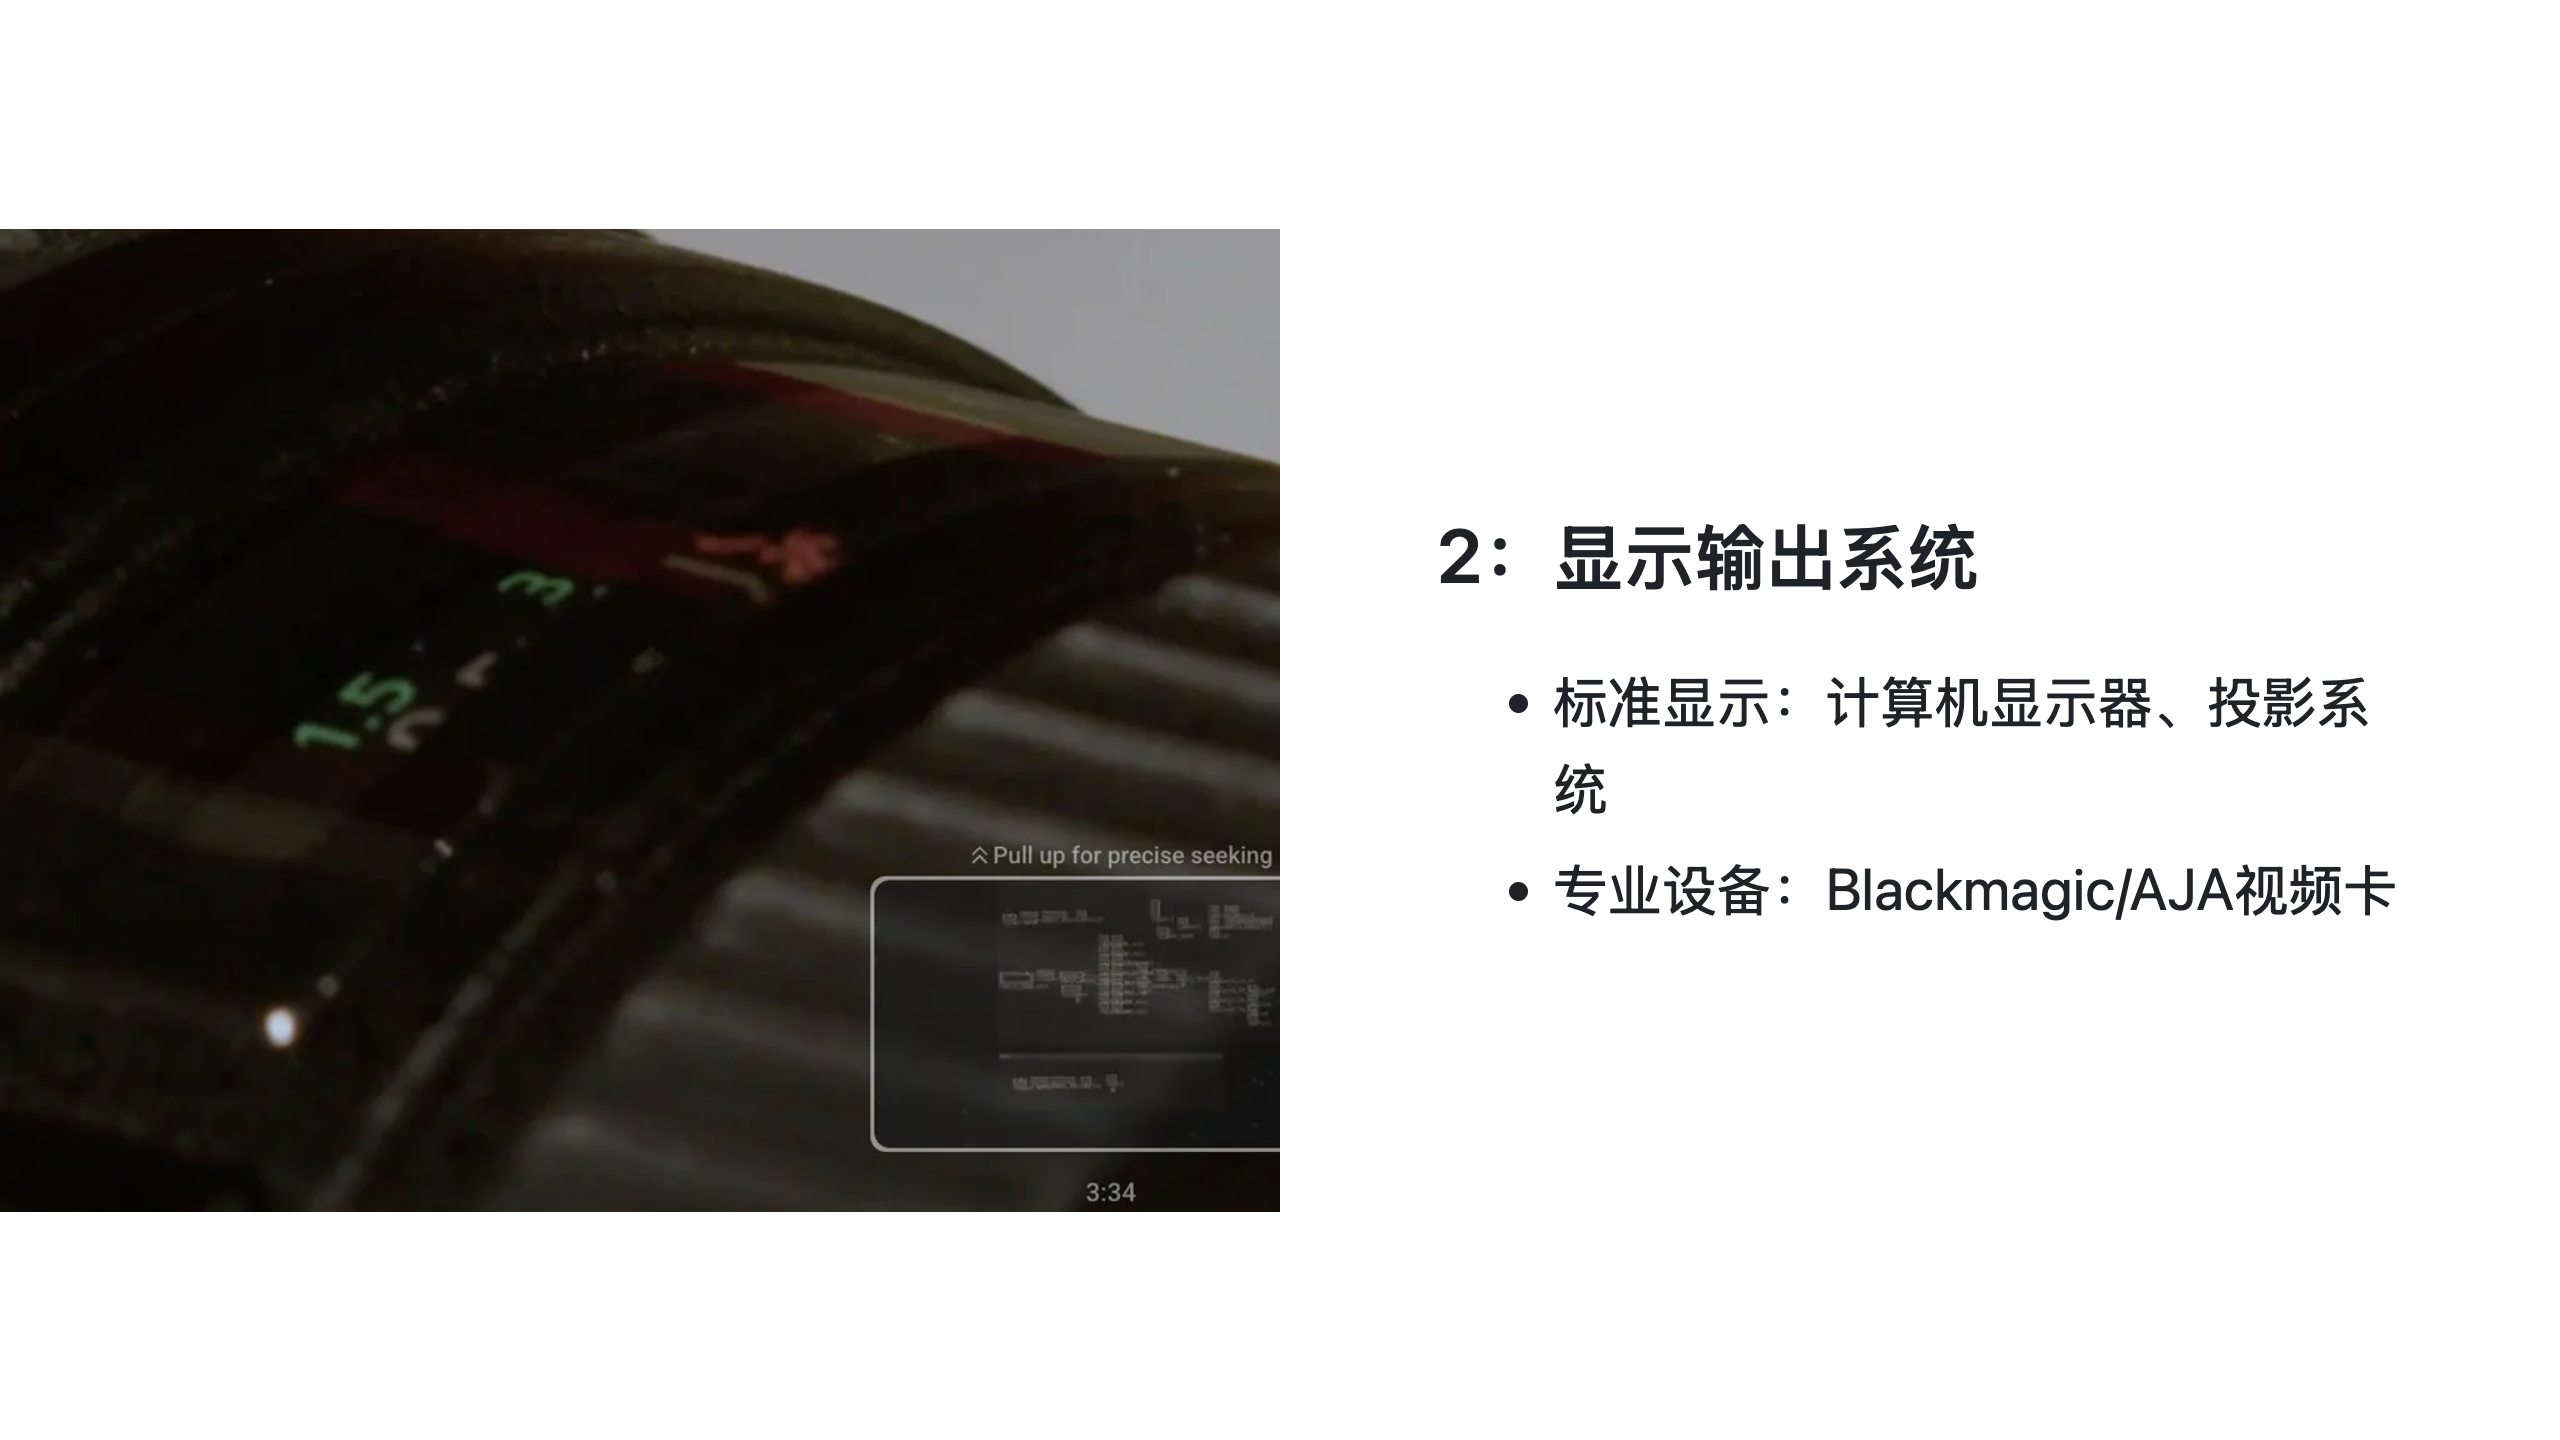 1.5
3
Pull up for precise seeking
3:34
2：显示输出系统
• 标准显示：计算机显示器、投影系
统
• 专业设备：Blackmagic/AJA视频卡